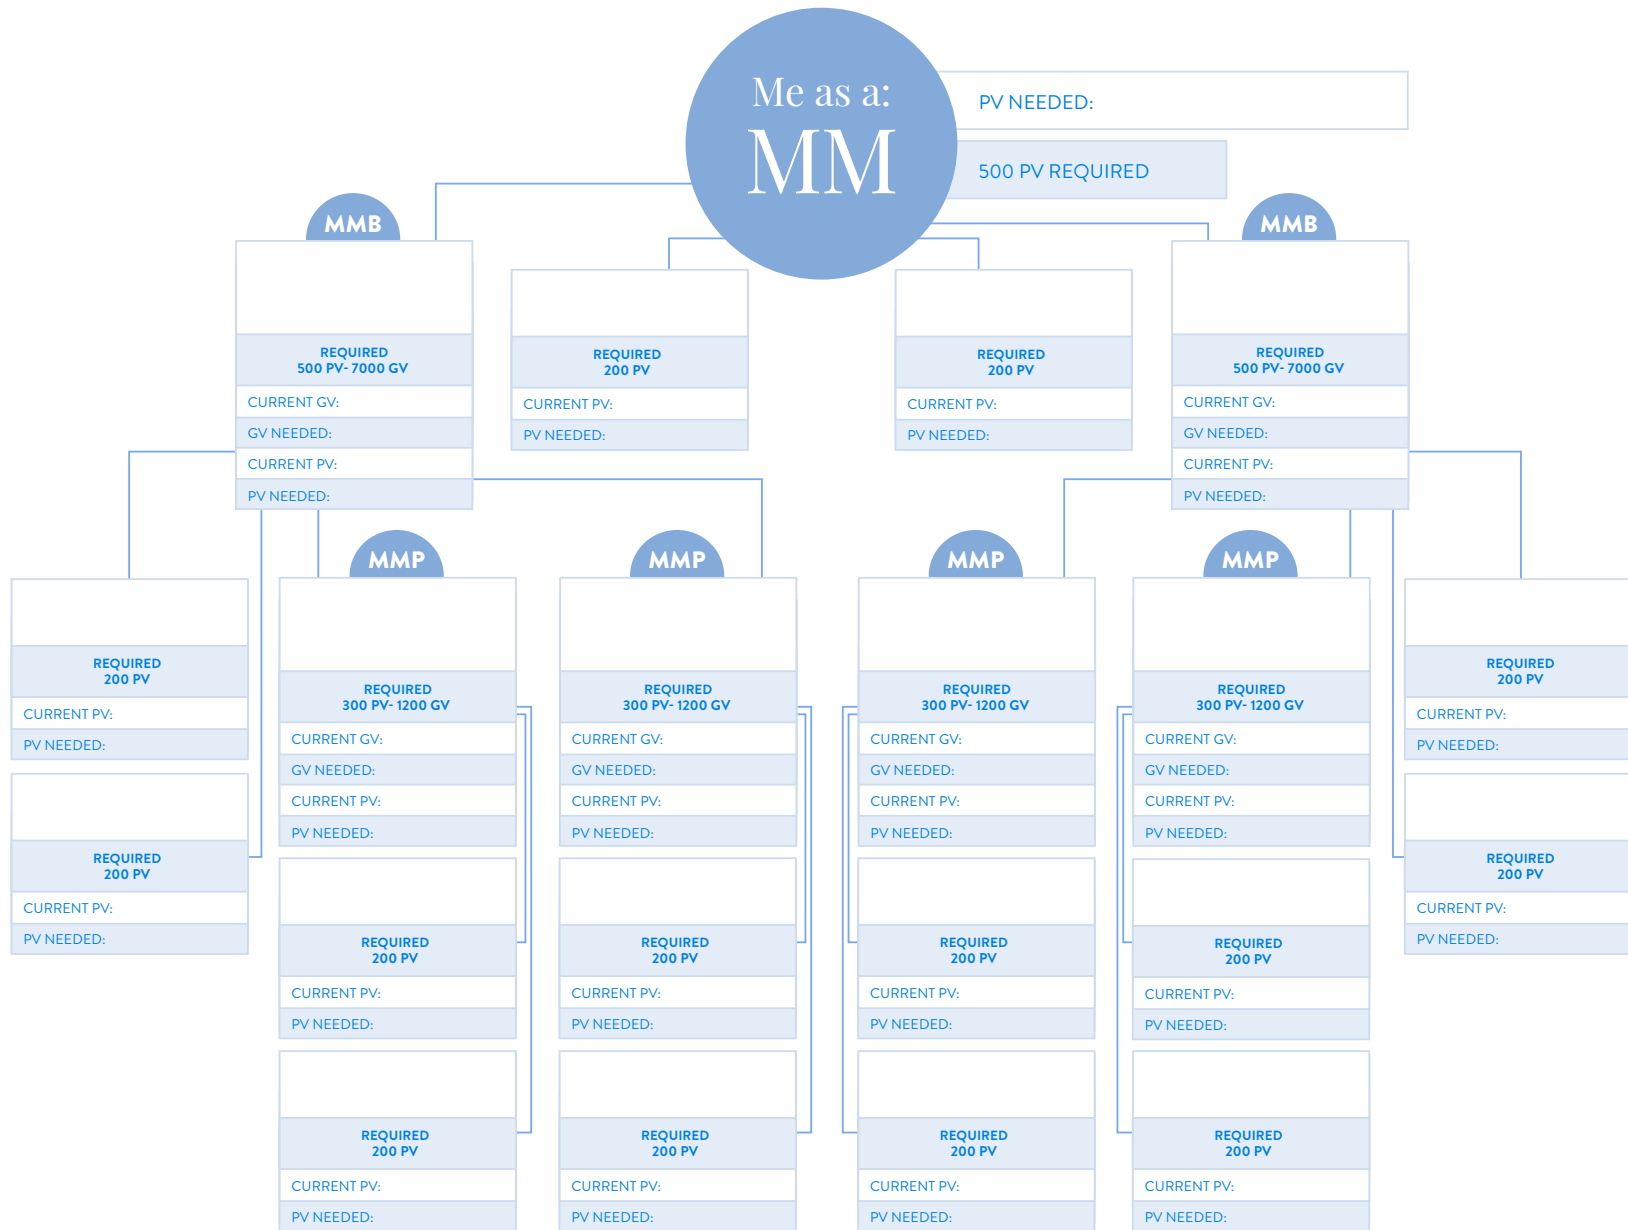 Me as a:
MM
PV NEEDED:
500 PV REQUIRED
MMB
REQUIRED
500 PV- 7000 GV
CURRENT GV:
GV NEEDED:
CURRENT PV:
PV NEEDED:
REQUIRED
200 PV
CURRENT PV:
PV NEEDED:
REQUIRED
200 PV
CURRENT PV:
PV NEEDED:
MMB
REQUIRED
500 PV- 7000 GV
CURRENT GV:
GV NEEDED:
CURRENT PV:
PV NEEDED:
REQUIRED
200 PV
CURRENT PV:
PV NEEDED:
REQUIRED
200 PV
CURRENT PV:
PV NEEDED:
MMP
REQUIRED
300 PV- 1200 GV
CURRENT GV:
GV NEEDED:
CURRENT PV:
PV NEEDED:
REQUIRED
200 PV
CURRENT PV:
PV NEEDED:
REQUIRED
200 PV
CURRENT PV:
PV NEEDED:
MMP
REQUIRED
300 PV- 1200 GV
CURRENT GV:
GV NEEDED:
CURRENT PV:
PV NEEDED:
REQUIRED
200 PV
CURRENT PV:
PV NEEDED:
REQUIRED
200 PV
CURRENT PV:
PV NEEDED:
MMP
REQUIRED
300 PV- 1200 GV
CURRENT GV:
GV NEEDED:
CURRENT PV:
PV NEEDED:
REQUIRED
200 PV
CURRENT PV:
PV NEEDED:
REQUIRED
200 PV
CURRENT PV:
PV NEEDED:
MMP
REQUIRED
300 PV- 1200 GV
CURRENT GV:
GV NEEDED:
CURRENT PV:
PV NEEDED:
REQUIRED
200 PV
CURRENT PV:
PV NEEDED:
REQUIRED
200 PV
CURRENT PV:
PV NEEDED:
REQUIRED
200 PV
CURRENT PV:
PV NEEDED:
REQUIRED
200 PV
CURRENT PV:
PV NEEDED: